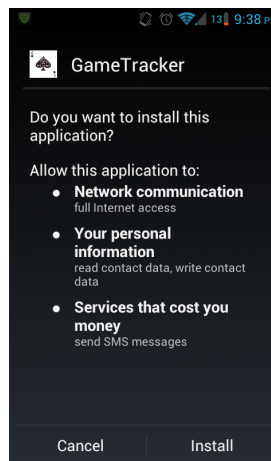 13 9:38 P
GameTracker
Do you want to install this
application?
Allow this application to:
● Network communication
full Internet access
● Your personal
information
read contact data, write contact
data
● Services that cost you
money
send SMS messages
Cancel Install